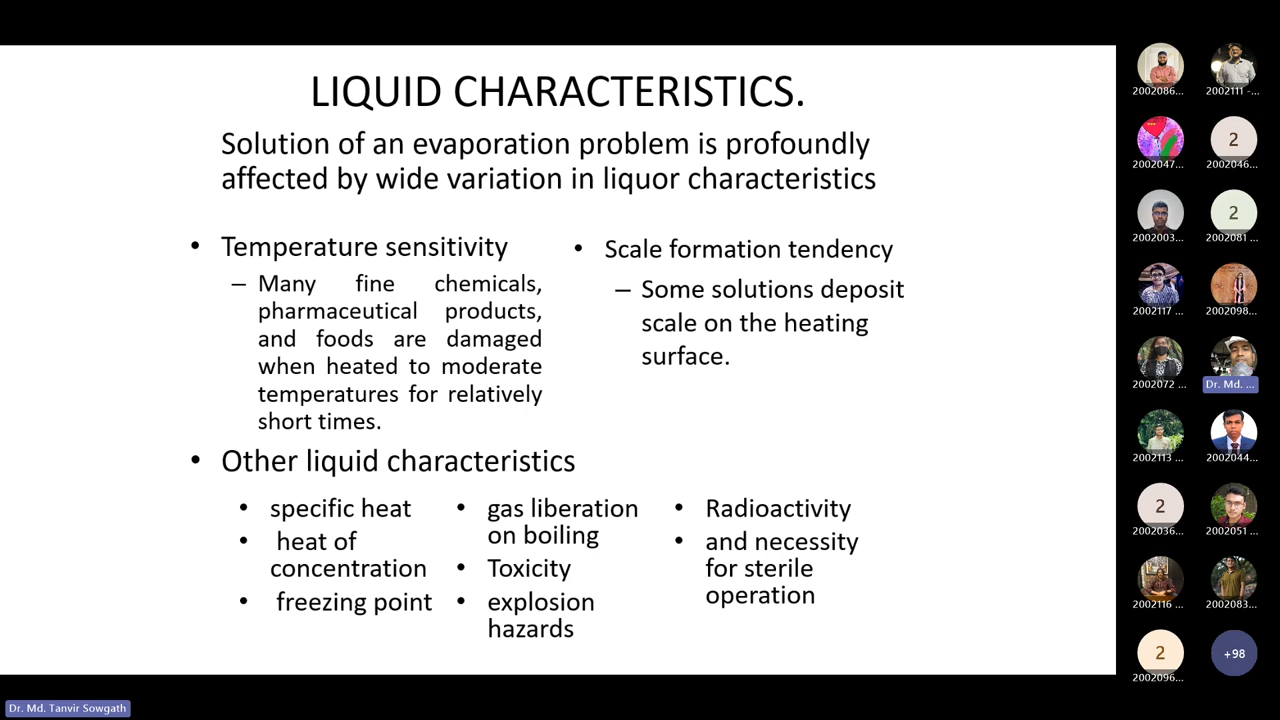 LIQUID CHARACTERISTICS.
Solution of an evaporation problem is profoundly
affected by wide variation in liquor characteristics
• Temperature sensitivity
– Many fine chemicals,
pharmaceutical products,
and foods are damaged
when heated to moderate
temperatures for relatively
short times.
• Scale formation tendency
– Some solutions deposit
scale on the heating
surface.
• Other liquid characteristics
• specific heat
• heat of
concentration
• freezing point
• gas liberation
on boiling
• Toxicity
• explosion
hazards
• Radioactivity
• and necessity
for sterile
operation
2002086...
2002111 -...
2002047...
2
2002046...
2002003...
2
2002081 ...
2002117 ...
2002098...
2002072 ...
Dr. Md. ...
2002113 ...
2002044...
2
2002036...
2002051 ...
2002116 ...
2002083...
2
2002096...
+98
Dr. Md. Tanvir Sowgath